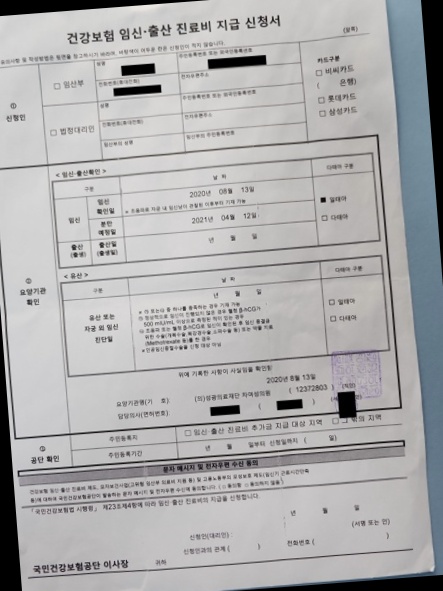 건강보험 임신·출산 진료비 지급 신청서
(앞쪽)
① 신청인
□ 임산부
성명
주민등록번호 또는 외국인등록번호
전화번호(휴대전화)
전자우편주소
□ 법정대리인
성명
주민등록번호 또는 외국인등록번호
전화번호(휴대전화)
전자우편주소
임산부의 성명
임산부의 주민등록번호
카드구분
□ 비씨카드
( 은행)
□ 롯데카드
□ 삼성카드
② 요양기관 확인
< 임신·출산확인 >
구분
날 짜
다태아 구분
임신
임신 확인일
2020년 08월 13일
분만 예정일
2021년 04월 12일
출산 (출생)
출산일 (출생일)
년 월 일
■ 일태아
□ 다태아
< 유산 >
구분
날 짜
다태아 구분
유산 또는 자궁 외 임신 진단일
년 월 일
□ 일태아
□ 다태아
위에 기록한 사항이 사실임을 확인함
2020년 8월 13일
요양기관명(기 호)
(의)성광의료재단 차여성의원 ( 12372803 )
담당의사(면허번호)
( )
③ 공단 확인
주민등록지
□ 임신·출산 진료비 추가금 지급 대상 지역
주민등록기간
년 월 일부터 신청일까지 ( 일)
문자 메시지 및 전자우편 수신 동의
「국민건강보험법 시행령」 제23조제4항에 따라 임신·출산 진료비의 지급을 신청합니다.
년 월 일
신청인(대리인) :
(서명 또는 인)
신청인과의 관계 ( )
전화번호 ( )
국민건강보험공단 이사장
귀하